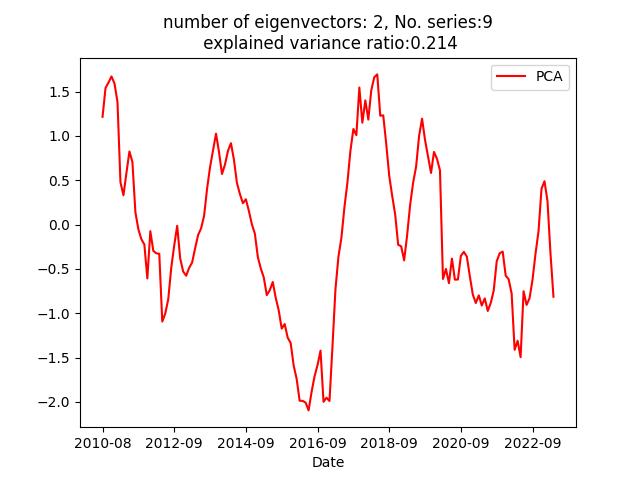 number of eigenvectors: 2, No. series:9
explained variance ratio:0.214
PCA
1.5
1.0
0.5
0.0
−0.5
−1.0
−1.5
−2.0
2010-08 2012-09 2014-09 2016-09 2018-09 2020-09 2022-09
Date